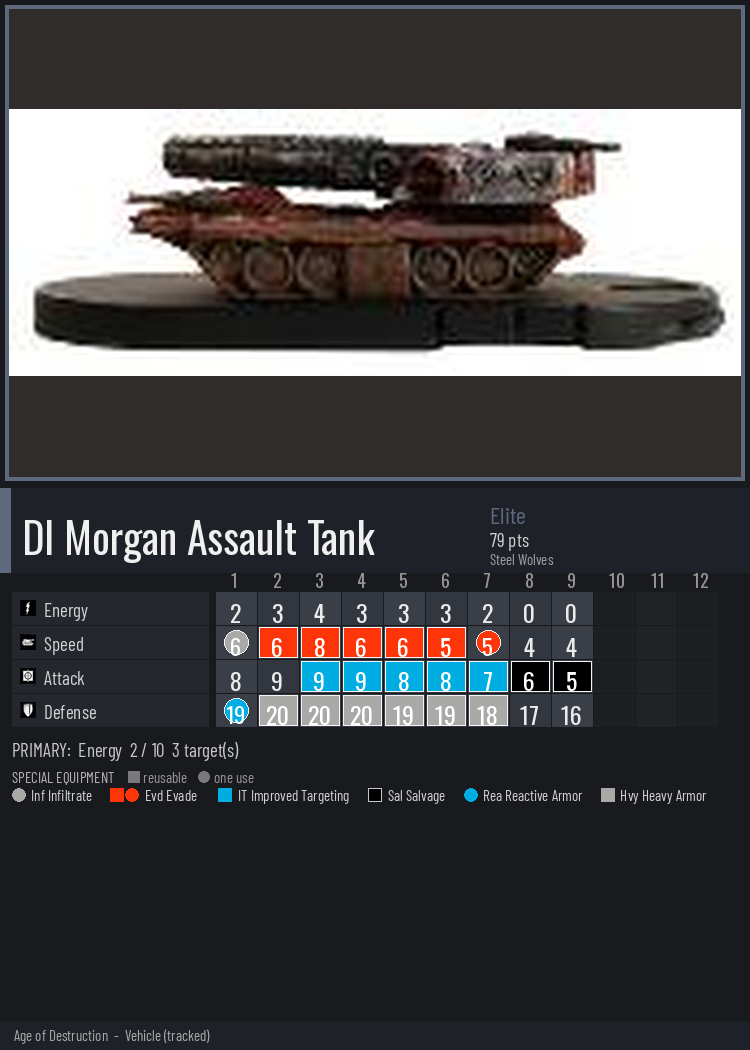 DI Morgan Assault Tank
Elite
79 pts
Steel Wolves
1 2 3 4 5 6 7 8 9 10 11 12
Energy 2 3 4 3 3 3 2 0 0
Speed 6 6 8 6 6 5 5 4 4
Attack 8 9 9 9 8 8 7 6 5
Defense 19 20 20 20 19 19 18 17 16
PRIMARY: Energy 2 / 10 3 target(s)
SPECIAL EQUIPMENT reusable one use
Inf Infiltrate Evd Evade IT Improved Targeting Sal Salvage Rea Reactive Armor Hvy Heavy Armor
Age of Destruction - Vehicle (tracked)